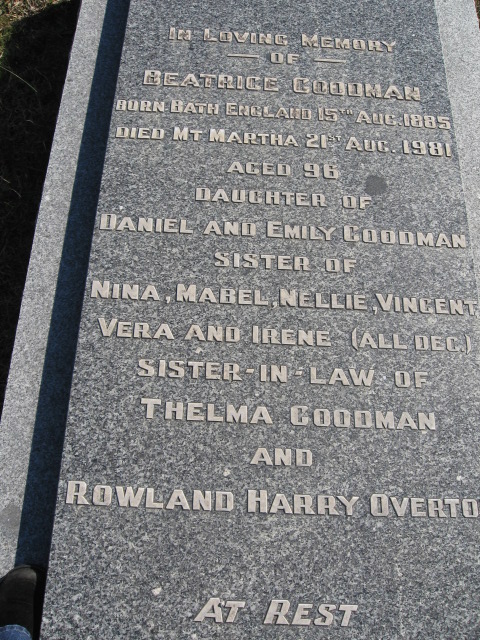 In Loving Memory
— OF —
Beatrice Goodman
Born Bath England 15TH Aug. 1885
Died Mt Martha 21ST Aug. 1981
Aged 96
Daughter of
Daniel and Emily Goodman
Sister of
Nina, Mabel, Nellie, Vincent,
Vera and Irene (All Dec.)
Sister-in-law of
Thelma Goodman
and
Rowland Harry Overto
At Rest